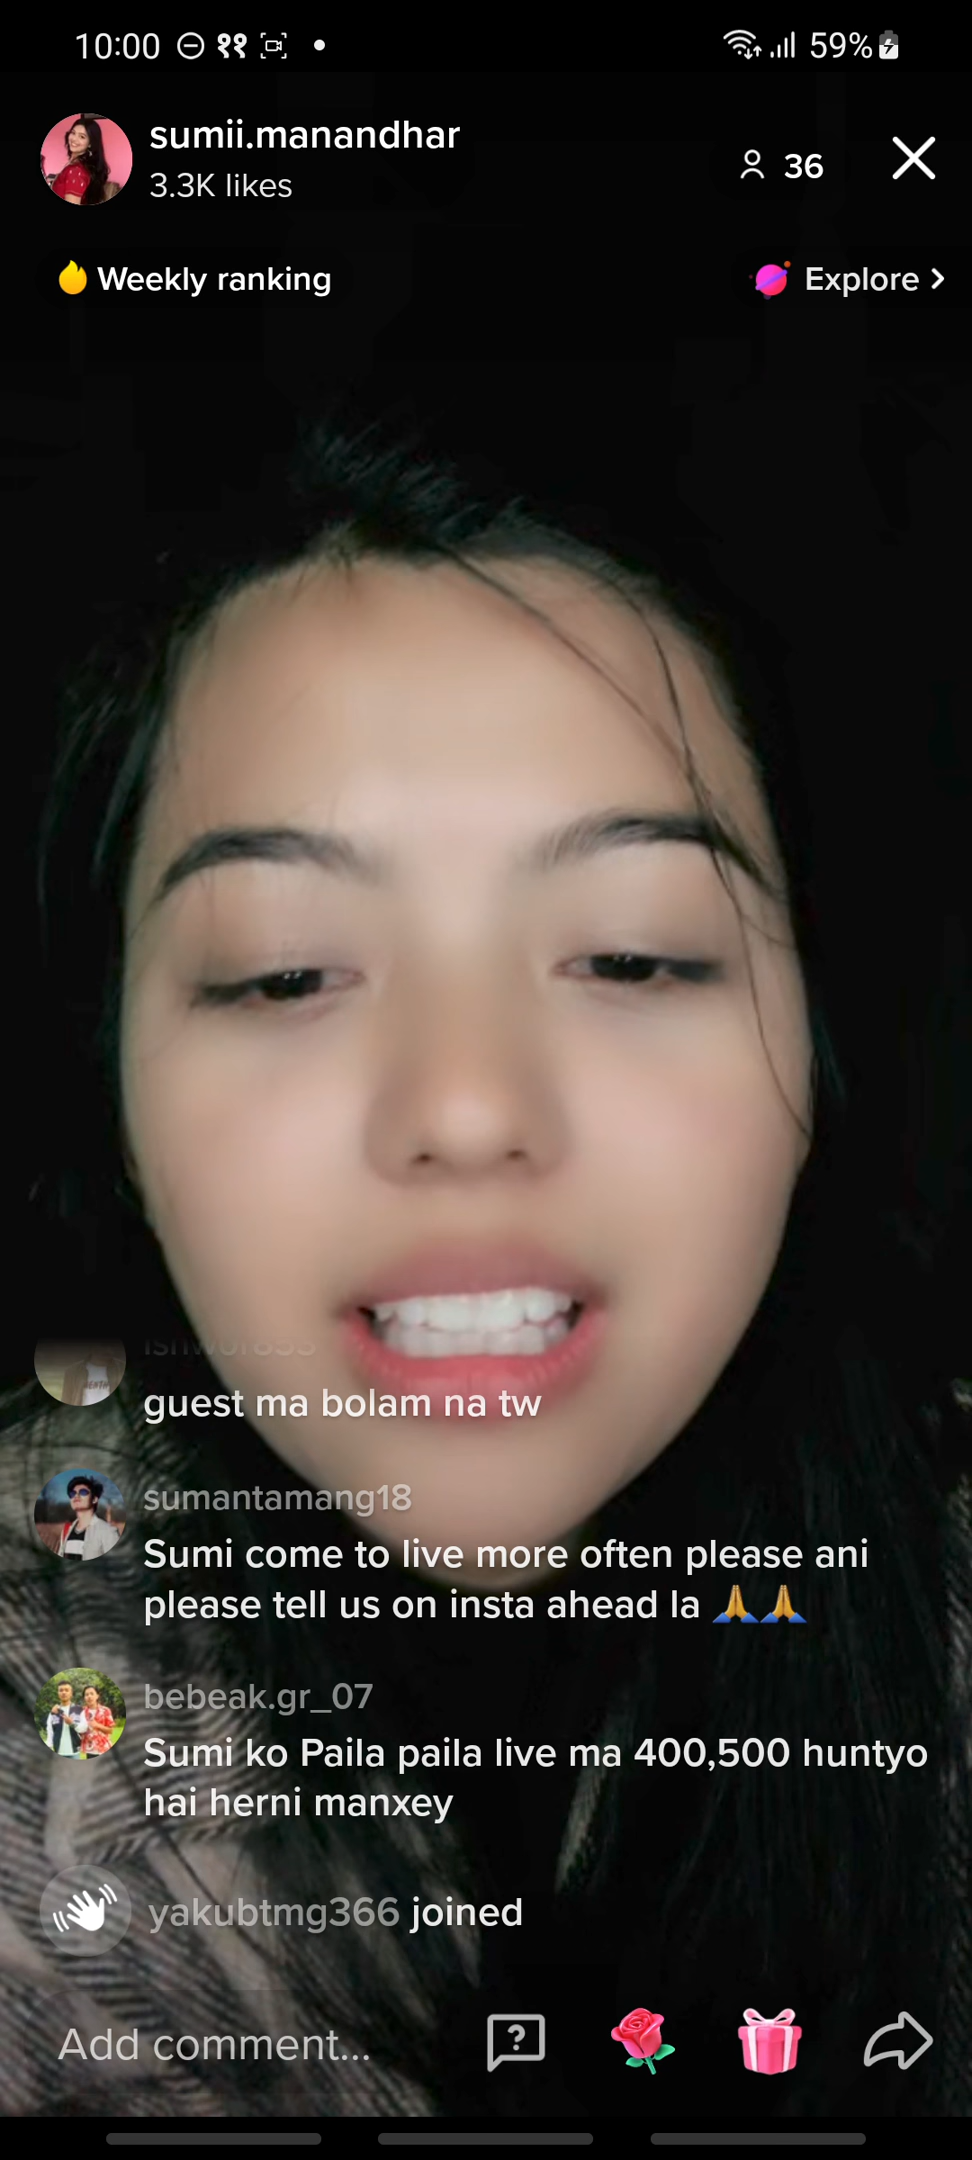 10:00 ११ 59%
sumii.manandhar
3.3K likes
36
Weekly ranking
Explore >
guest ma bolam na tw
sumantamang18
Sumi come to live more often please ani
please tell us on insta ahead la 🙏🙏
bebeak.gr_07
Sumi ko Paila paila live ma 400,500 huntyo
hai herni manxey
yakubtmg366 joined
Add comment...
?